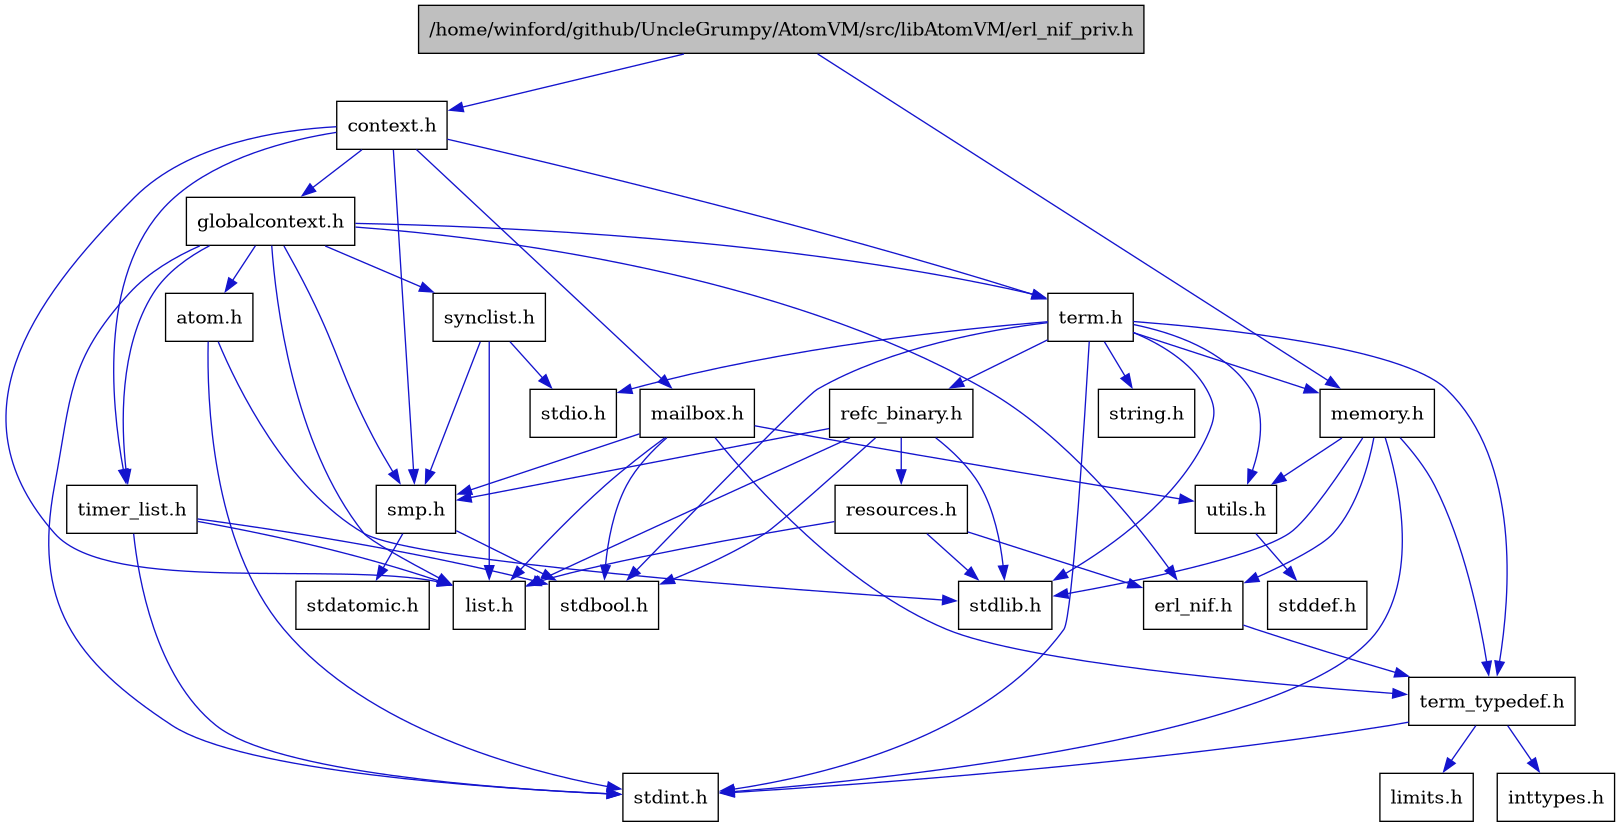 /home/winford/github/UncleGrumpy/AtomVM/src/libAtomVM/erl_nif_priv.h
context.h
globalcontext.h
atom.h
synclist.h
term.h
stdio.h
mailbox.h
refc_binary.h
string.h
memory.h
timer_list.h
smp.h
resources.h
utils.h
stdatomic.h
list.h
stdbool.h
stdlib.h
erl_nif.h
stddef.h
term_typedef.h
stdint.h
limits.h
inttypes.h